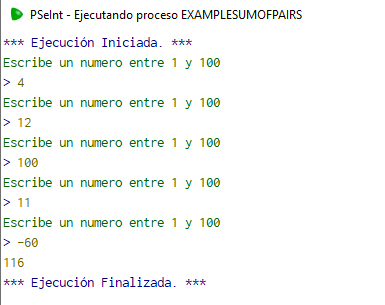 PSeInt - Ejecutando proceso EXAMPLESUMOFPAIRS
*** Ejecución Iniciada. ***
Escribe un numero entre 1 y 100
> 4
Escribe un numero entre 1 y 100
> 12
Escribe un numero entre 1 y 100
> 100
Escribe un numero entre 1 y 100
> 11
Escribe un numero entre 1 y 100
> -60
116
*** Ejecución Finalizada. ***